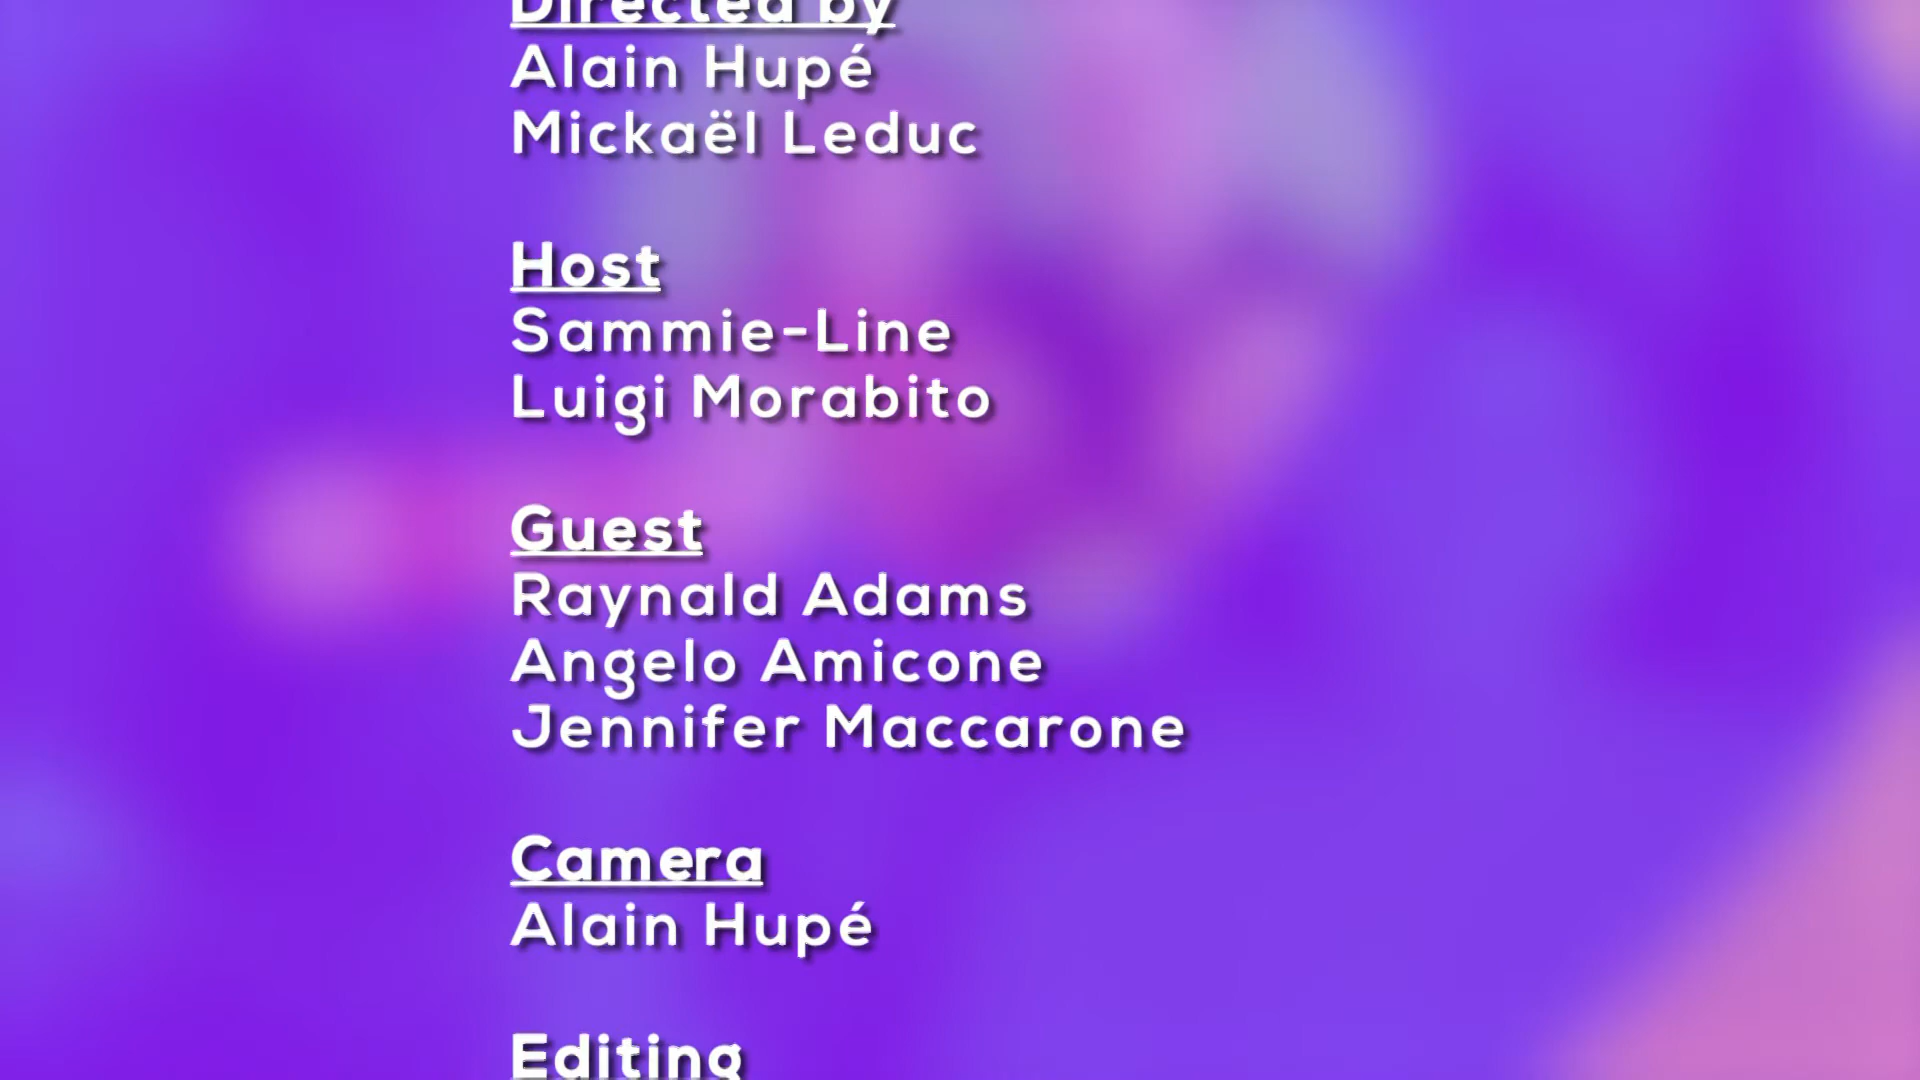 Directed by
Alain Hupé
Mickaël Leduc
Host
Sammie-Line
Luigi Morabito
Guest
Raynald Adams
Angelo Amicone
Jennifer Maccarone
Camera
Alain Hupé
Editing